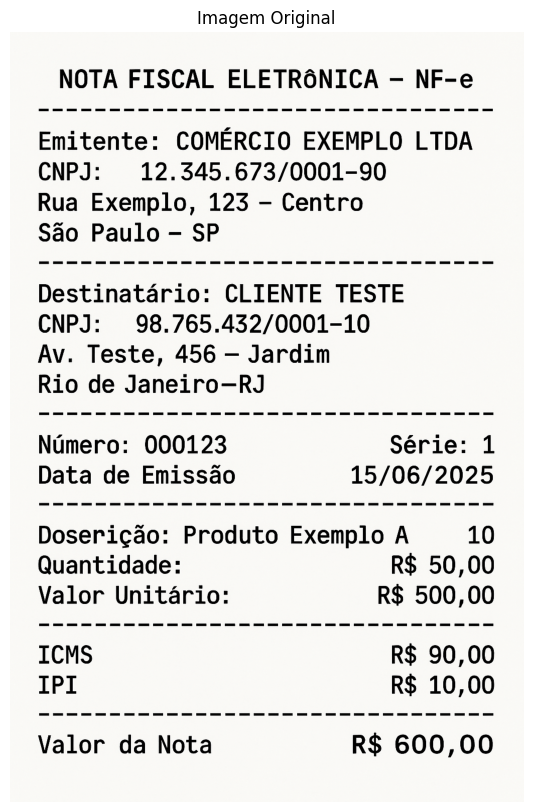 Imagem Original
NOTA FISCAL ELETRôNICA – NF-e
--------------------------------
Emitente: COMÉRCIO EXEMPLO LTDA
CNPJ: 12.345.673/0001-90
Rua Exemplo, 123 – Centro
São Paulo – SP
--------------------------------
Destinatário: CLIENTE TESTE
CNPJ: 98.765.432/0001-10
Av. Teste, 456 – Jardim
Rio de Janeiro–RJ
--------------------------------
Número: 000123 Série: 1
Data de Emissão 15/06/2025
--------------------------------
Doserição: Produto Exemplo A 10
Quantidade: R$ 50,00
Valor Unitário: R$ 500,00
--------------------------------
ICMS R$ 90,00
IPI R$ 10,00
--------------------------------
Valor da Nota R$ 600,00